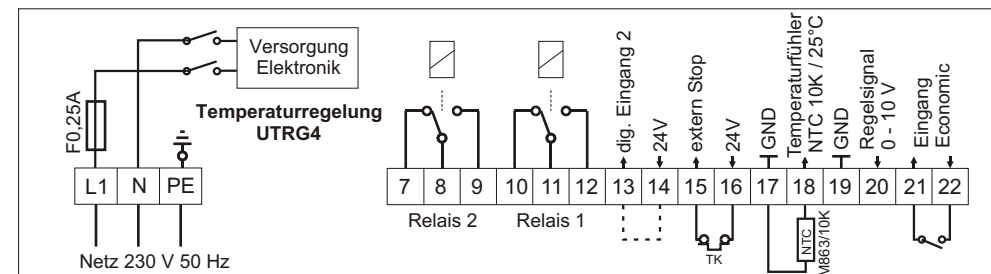 Versorgung
Elektronik
F0,25A
Temperaturregelung
UTRG4
dig. Eingang 2
24V
extern Stop
24V
GND
Temperaturfühler
NTC 10K / 25°C
GND
Regelsignal
0 - 10 V
Eingang
Economic
L1 N PE
7 8 9 10 11 12 13 14 15 16 17 18 19 20 21 22
Relais 2
Relais 1
TK
NTC
M863/10K
Netz 230 V 50 Hz